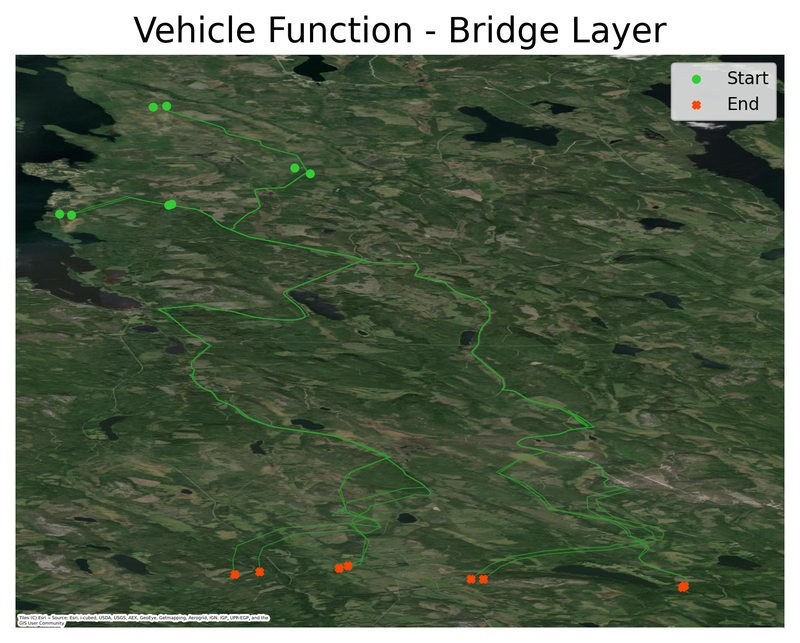 Vehicle Function - Bridge Layer
Start
End
Tiles (C) Esri -- Source: Esri, i-cubed, USDA, USGS, AEX, GeoEye, Getmapping, Aerogrid, IGN, IGP, UPR-EGP, and the
GIS User Community